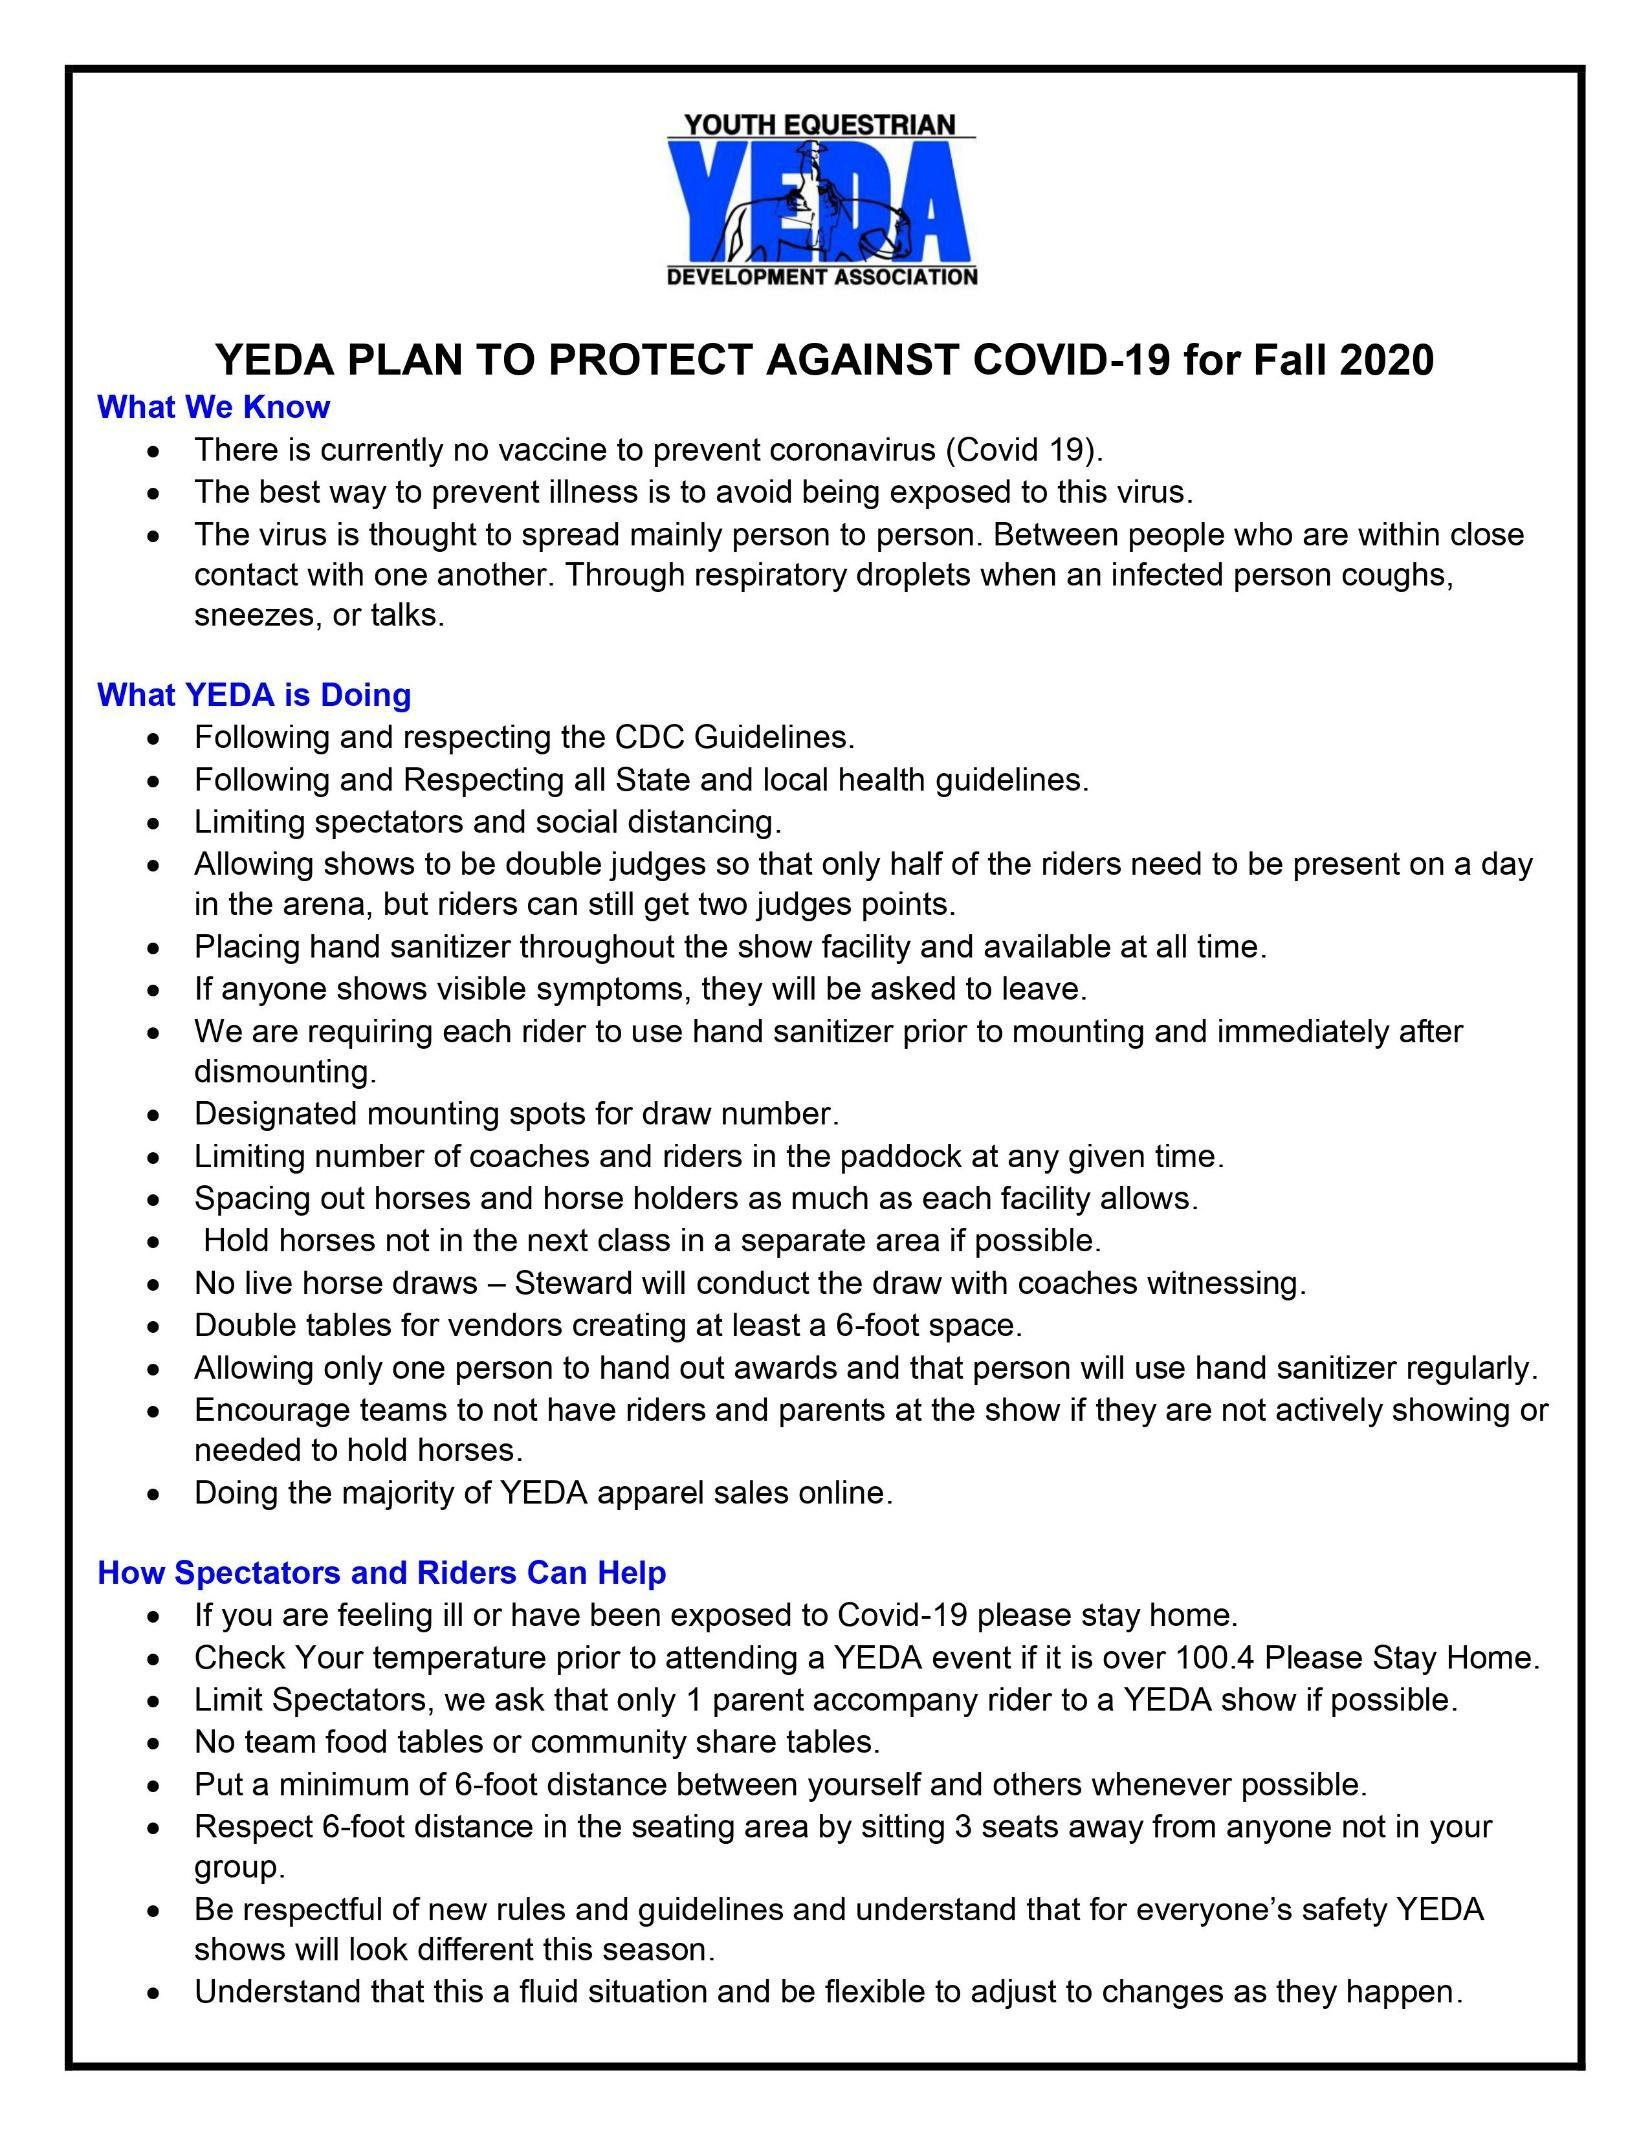 YOUTH EQUESTRIAN
YEDA
DEVELOPMENT ASSOCIATION
YEDA PLAN TO PROTECT AGAINST COVID-19 for Fall 2020
What We Know
• There is currently no vaccine to prevent coronavirus (Covid 19).
• The best way to prevent illness is to avoid being exposed to this virus.
• The virus is thought to spread mainly person to person. Between people who are within close
contact with one another. Through respiratory droplets when an infected person coughs,
sneezes, or talks.
What YEDA is Doing
• Following and respecting the CDC Guidelines.
• Following and Respecting all State and local health guidelines.
• Limiting spectators and social distancing.
• Allowing shows to be double judges so that only half of the riders need to be present on a day
in the arena, but riders can still get two judges points.
• Placing hand sanitizer throughout the show facility and available at all time.
• If anyone shows visible symptoms, they will be asked to leave.
• We are requiring each rider to use hand sanitizer prior to mounting and immediately after
dismounting.
• Designated mounting spots for draw number.
• Limiting number of coaches and riders in the paddock at any given time.
• Spacing out horses and horse holders as much as each facility allows.
• Hold horses not in the next class in a separate area if possible.
• No live horse draws – Steward will conduct the draw with coaches witnessing.
• Double tables for vendors creating at least a 6-foot space.
• Allowing only one person to hand out awards and that person will use hand sanitizer regularly.
• Encourage teams to not have riders and parents at the show if they are not actively showing or
needed to hold horses.
• Doing the majority of YEDA apparel sales online.
How Spectators and Riders Can Help
• If you are feeling ill or have been exposed to Covid-19 please stay home.
• Check Your temperature prior to attending a YEDA event if it is over 100.4 Please Stay Home.
• Limit Spectators, we ask that only 1 parent accompany rider to a YEDA show if possible.
• No team food tables or community share tables.
• Put a minimum of 6-foot distance between yourself and others whenever possible.
• Respect 6-foot distance in the seating area by sitting 3 seats away from anyone not in your
group.
• Be respectful of new rules and guidelines and understand that for everyone’s safety YEDA
shows will look different this season.
• Understand that this a fluid situation and be flexible to adjust to changes as they happen.